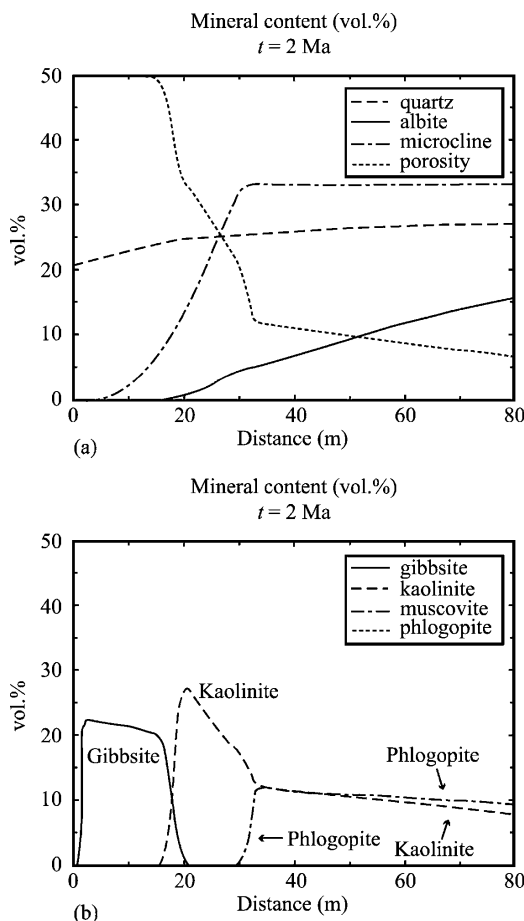 Mineral content (vol.%)
t = 2 Ma
50
40
30
20
10
0
vol.%
quartz
albite
microcline
porosity
0
20
40
60
80
Distance (m)
(a)
Mineral content (vol.%)
t = 2 Ma
50
40
30
20
10
0
vol.%
gibbsite
kaolinite
muscovite
phlogopite
Kaolinite
Gibbsite
Phlogopite
Phlogopite
Kaolinite
0
20
40
60
80
Distance (m)
(b)